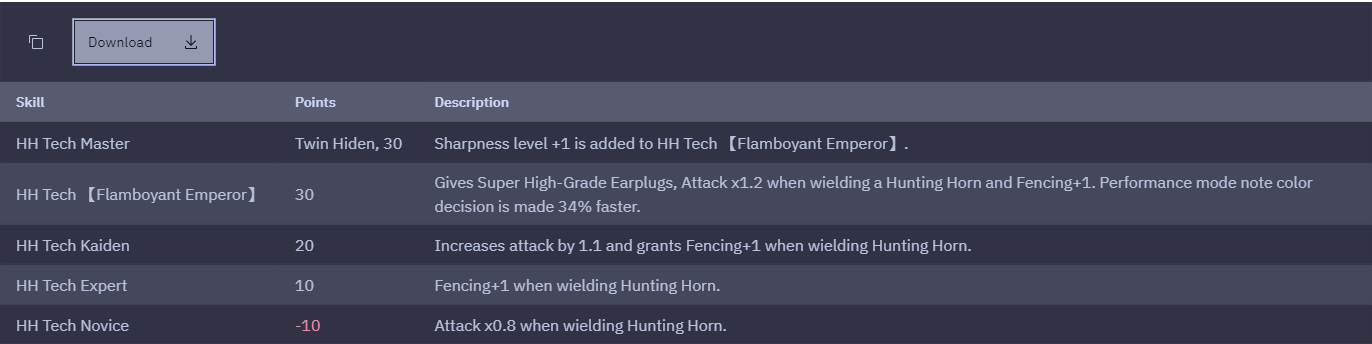 Download
Skill Points Description
HH Tech Master Twin Hiden, 30 Sharpness level +1 is added to HH Tech 【Flamboyant Emperor】.
HH Tech 【Flamboyant Emperor】 30 Gives Super High-Grade Earplugs, Attack x1.2 when wielding a Hunting Horn and Fencing+1. Performance mode note color
decision is made 34% faster.
HH Tech Kaiden 20 Increases attack by 1.1 and grants Fencing+1 when wielding Hunting Horn.
HH Tech Expert 10 Fencing+1 when wielding Hunting Horn.
HH Tech Novice -10 Attack x0.8 when wielding Hunting Horn.